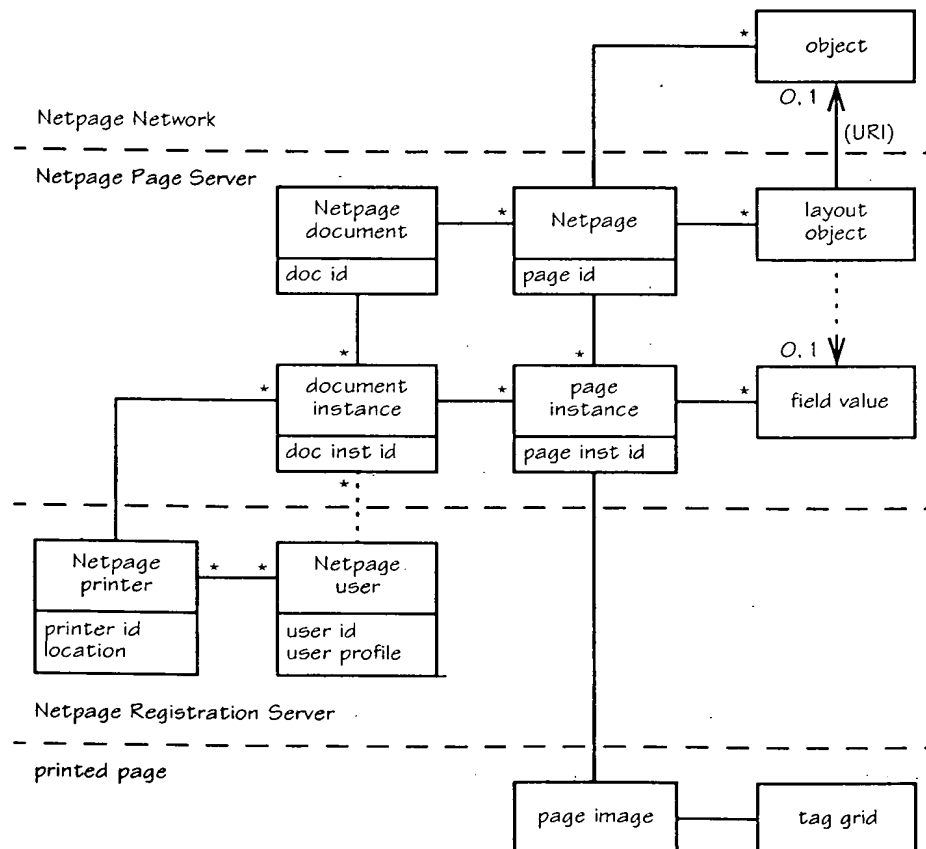 *
object
0, 1
Netpage Network
(URI)
Netpage Page Server
Netpage
document
*
Netpage
*
layout
object
doc id
page id
*
*
0, 1
*
document
instance
*
page
instance
*
field value
doc inst id
page inst id
*
Netpage
printer
*
*
Netpage
user
printer id
location
user id
user profile
Netpage Registration Server
printed page
page image
tag grid